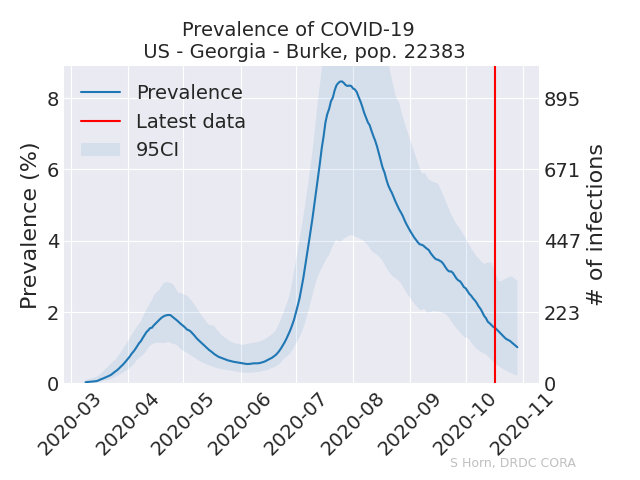 Prevalence of COVID-19
US - Georgia - Burke, pop. 22383
Prevalence
Latest data
95CI
Prevalence (%)
8
6
4
2
0
895
671
447
223
0
# of infections
2020-03
2020-04
2020-05
2020-06
2020-07
2020-08
2020-09
2020-10
2020-11
S Horn, DRDC CORA